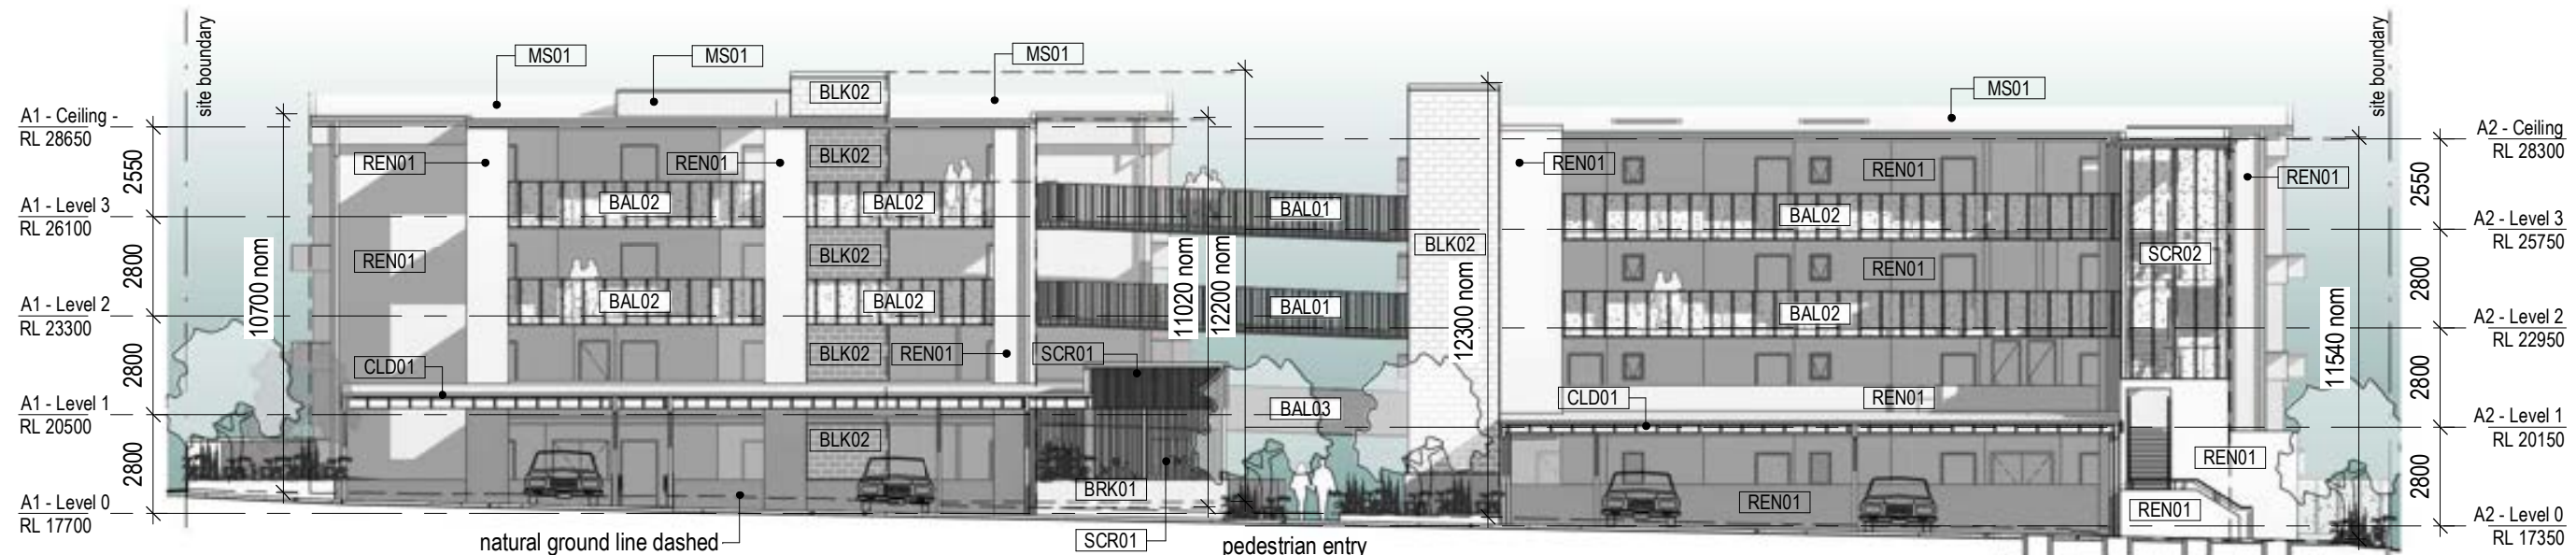 site boundary
MS01
MS01
MS01
BLK02
MS01
site boundary
A1 - Ceiling -
RL 28650
A2 - Ceiling
RL 28300
2550
REN01
REN01
BLK02
REN01
REN01
REN01
2550
A1 - Level 3
RL 26100
BAL02
BAL02
BAL01
BAL02
A2 - Level 3
RL 25750
2800
10700 nom
REN01
BLK02
11020 nom
12200 nom
BLK02
12300 nom
REN01
SCR02
2800
A1 - Level 2
RL 23300
BAL02
BAL02
BAL01
BAL02
11540 nom
A2 - Level 2
RL 22950
2800
CLD01
BLK02
REN01
SCR01
CLD01
REN01
2800
A1 - Level 1
RL 20500
BAL03
A2 - Level 1
RL 20150
2800
BLK02
BRK01
REN01
REN01
REN01
2800
A1 - Level 0
RL 17700
A2 - Level 0
RL 17350
natural ground line dashed
SCR01
pedestrian entry